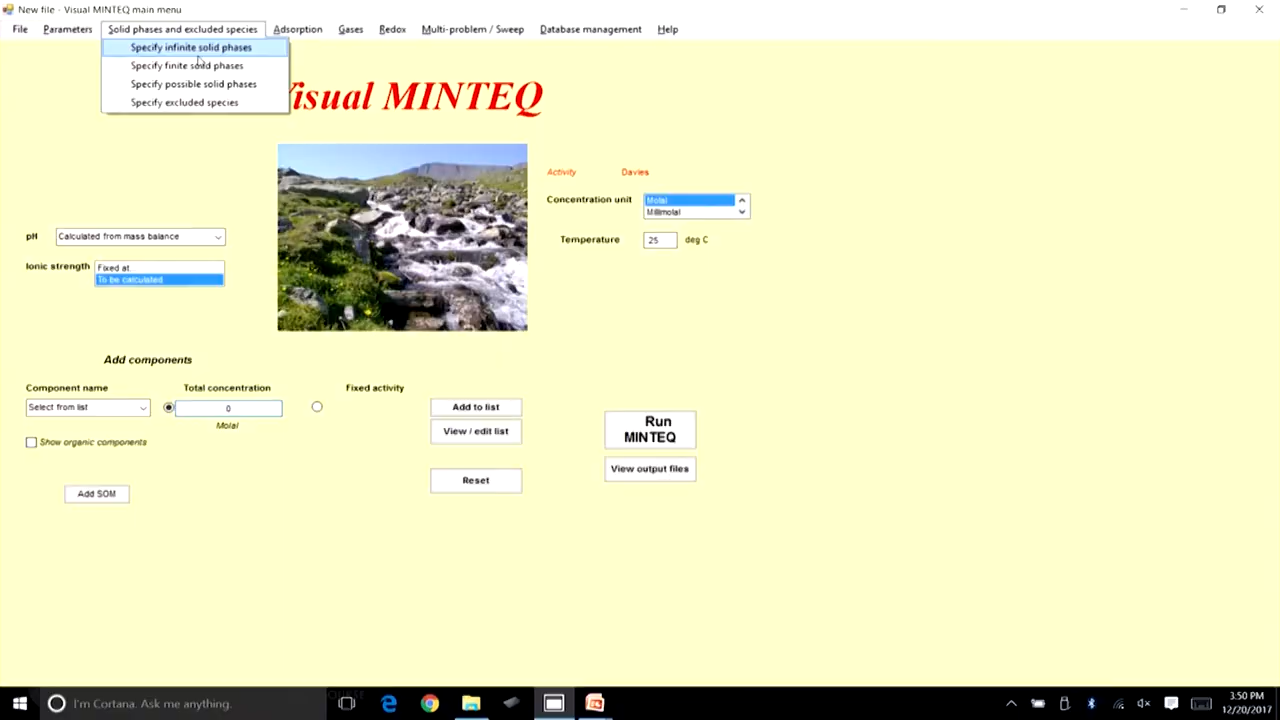 New file - Visual MINTEQ main menu
File Parameters Solid phases and excluded species Adsorption Gases Redox Multi-problem / Sweep Database management Help
Specify infinite solid phases
Specify finite solid phases
Specify possible solid phases
Specify excluded species
Visual MINTEQ
Activity Davies
Concentration unit Molal
Millimolal
pH Calculated from mass balance
Temperature 25 deg C
Ionic strength Fixed at
To be calculated
Add components
Component name Total concentration Fixed activity
Select from list 0 Add to list
Molal
Show organic components
View / edit list
Run
MINTEQ
View output files
Reset
Add SOM
I'm Cortana. Ask me anything.
3:50 PM
12/20/2017